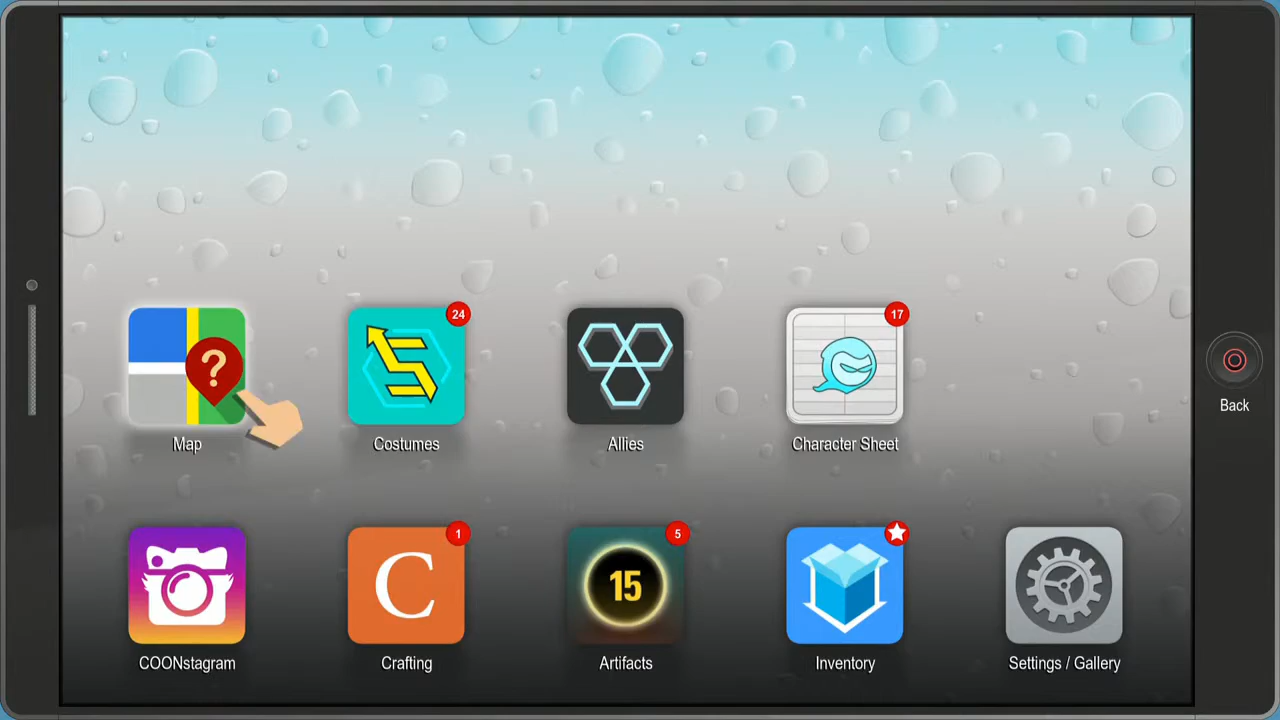 24
17
?
Map
Costumes
Allies
Character Sheet
Back
1
5
C
15
COONstagram
Crafting
Artifacts
Inventory
Settings / Gallery